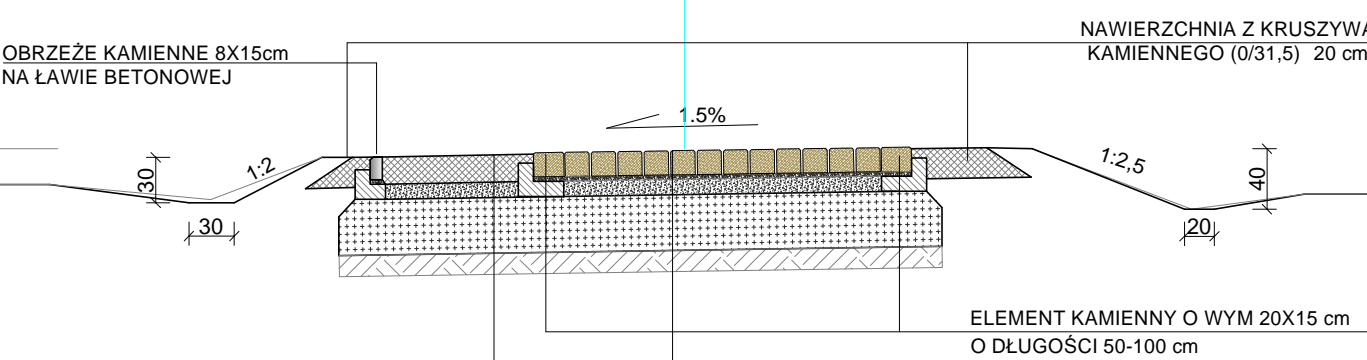 NAWIERZCHNIA Z KRUSZYWA
KAMIENNEGO (0/31,5) 20 cm
OBRZEŻE KAMIENNE 8X15cm
NA ŁAWIE BETONOWEJ
1.5%
30
1:2
1:2,5
40
30
20
ELEMENT KAMIENNY O WYM 20X15 cm
O DŁUGOŚCI 50-100 cm